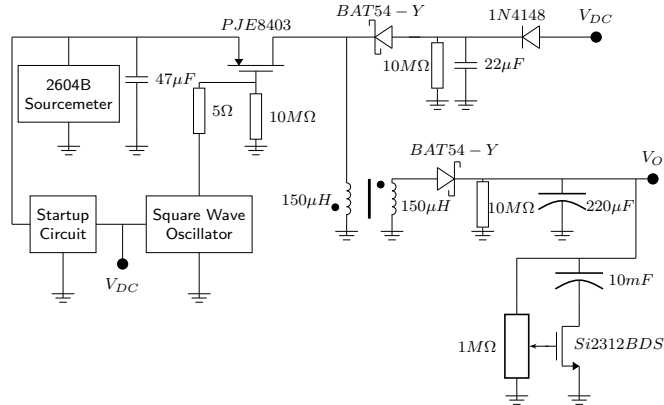 BAT54−Y
1N4148
V_DC
PJE8403
2604B
Sourcemeter
47μF
10MΩ
22μF
5Ω
10MΩ
BAT54−Y
V_O
150μH
150μH
10MΩ
220μF
Startup
Circuit
Square Wave
Oscillator
V_DC
10mF
1MΩ
Si2312BDS